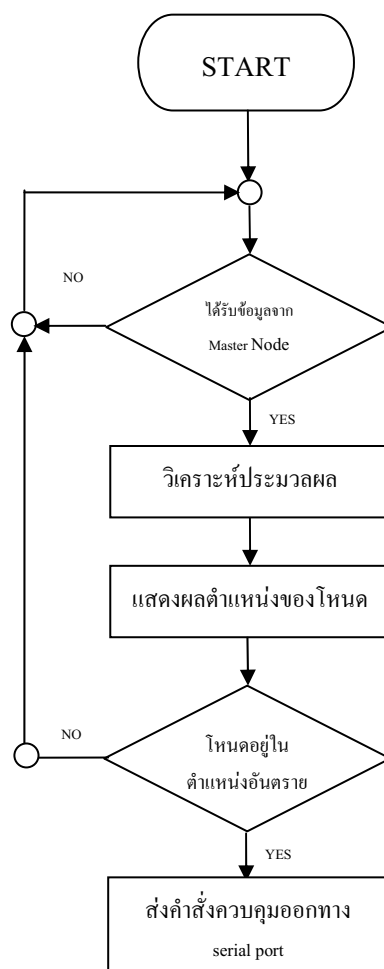 START
NO
ได้รับข้อมูลจาก
Master Node
YES
วิเคราะห์ประมวลผล
แสดงผลตำแหน่งของโหนด
NO
โหนดอยู่ใน
ตำแหน่งอันตราย
YES
ส่งคำสั่งควบคุมออกทาง
serial port